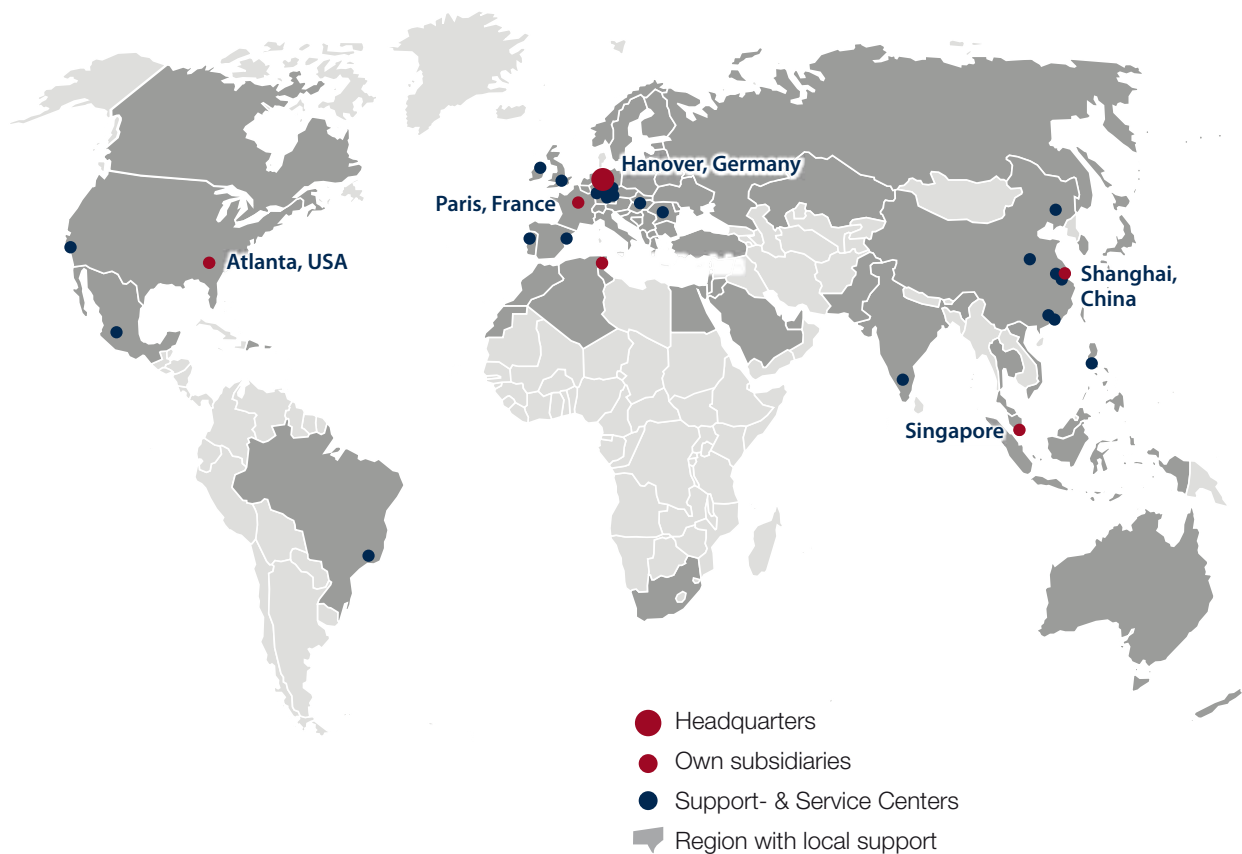 Hanover, Germany
Paris, France
Atlanta, USA
Shanghai,
China
Singapore
Headquarters
Own subsidiaries
Support- & Service Centers
Region with local support